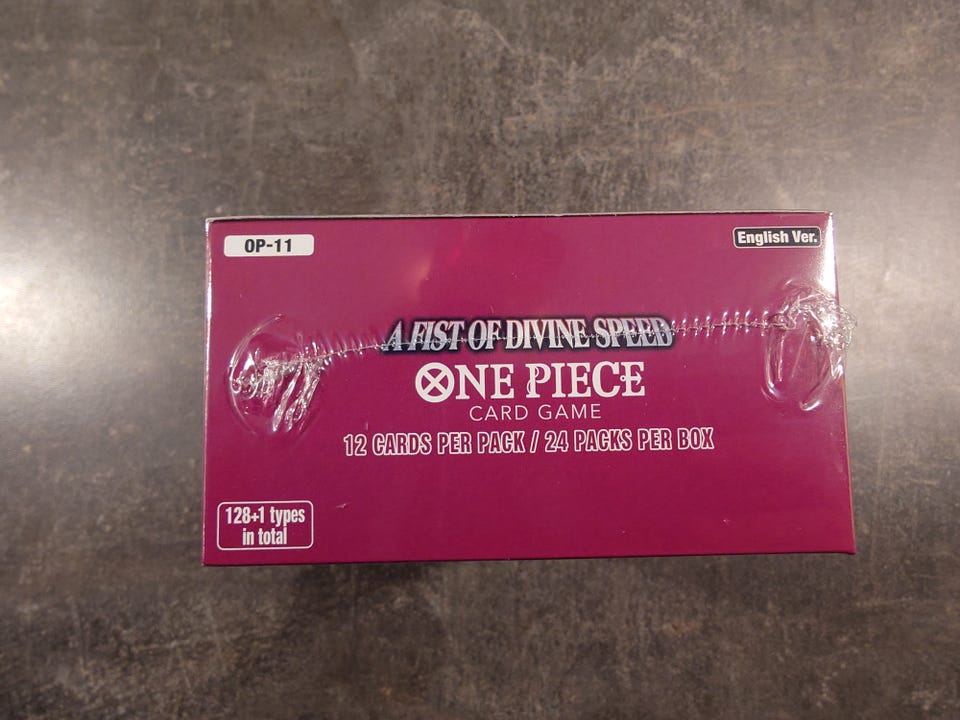 OP-11
English Ver.
A FIST OF DIVINE SPEED
ONE PIECE
CARD GAME
12 CARDS PER PACK / 24 PACKS PER BOX
128+1 types
in total